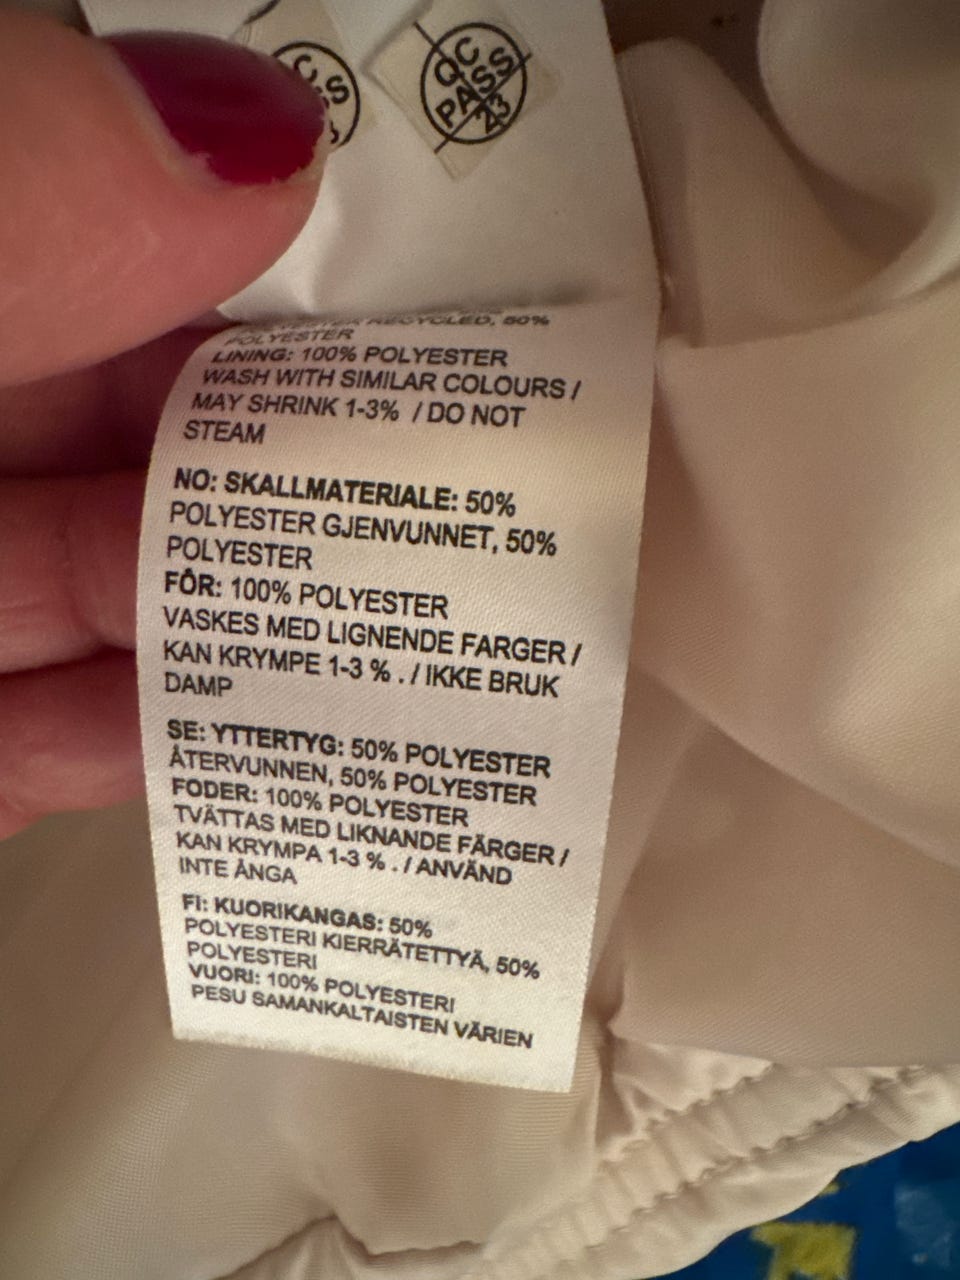 C
S
QC
PASS
23
POLYESTER RECYCLED, 50%
POLYESTER
LINING: 100% POLYESTER
WASH WITH SIMILAR COLOURS /
MAY SHRINK 1-3% / DO NOT
STEAM
NO: SKALLMATERIALE: 50%
POLYESTER GJENVUNNET, 50%
POLYESTER
FÔR: 100% POLYESTER
VASKES MED LIGNENDE FARGER /
KAN KRYMPE 1-3 % . / IKKE BRUK
DAMP
SE: YTTERTYG: 50% POLYESTER
ÅTERVUNNEN, 50% POLYESTER
FODER: 100% POLYESTER
TVÄTTAS MED LIKNANDE FÄRGER /
KAN KRYMPA 1-3 % . / ANVÄND
INTE ÅNGA
FI: KUORIKANGAS: 50%
POLYESTERI KIERRÄTETTYÄ, 50%
POLYESTERI
VUORI: 100% POLYESTERI
PESU SAMANKALTAISTEN VÄRIEN